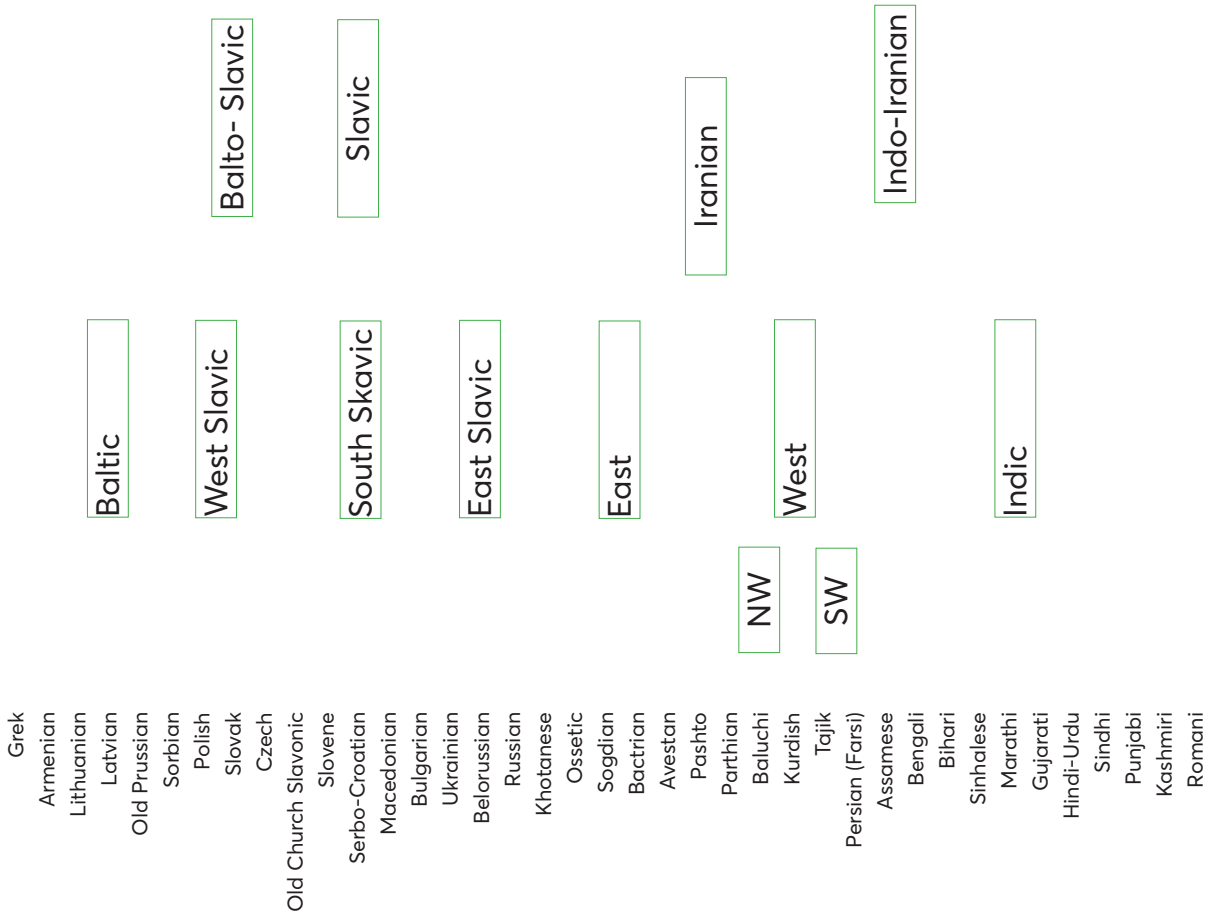 Balto- Slavic
Slavic
Iranian
Indo-Iranian
Baltic
West Slavic
South Skavic
East Slavic
East
West
Indic
NW
SW
Grek
Armenian
Lithuanian
Latvian
Old Prussian
Sorbian
Polish
Slovak
Czech
Old Church Slavonic
Slovene
Serbo-Croatian
Macedonian
Bulgarian
Ukrainian
Belorussian
Russian
Khotanese
Ossetic
Sogdian
Bactrian
Avestan
Pashto
Parthian
Baluchi
Kurdish
Tajik
Persian (Farsi)
Assamese
Bengali
Bihari
Sinhalese
Marathi
Gujarati
Hindi-Urdu
Sindhi
Punjabi
Kashmiri
Romani